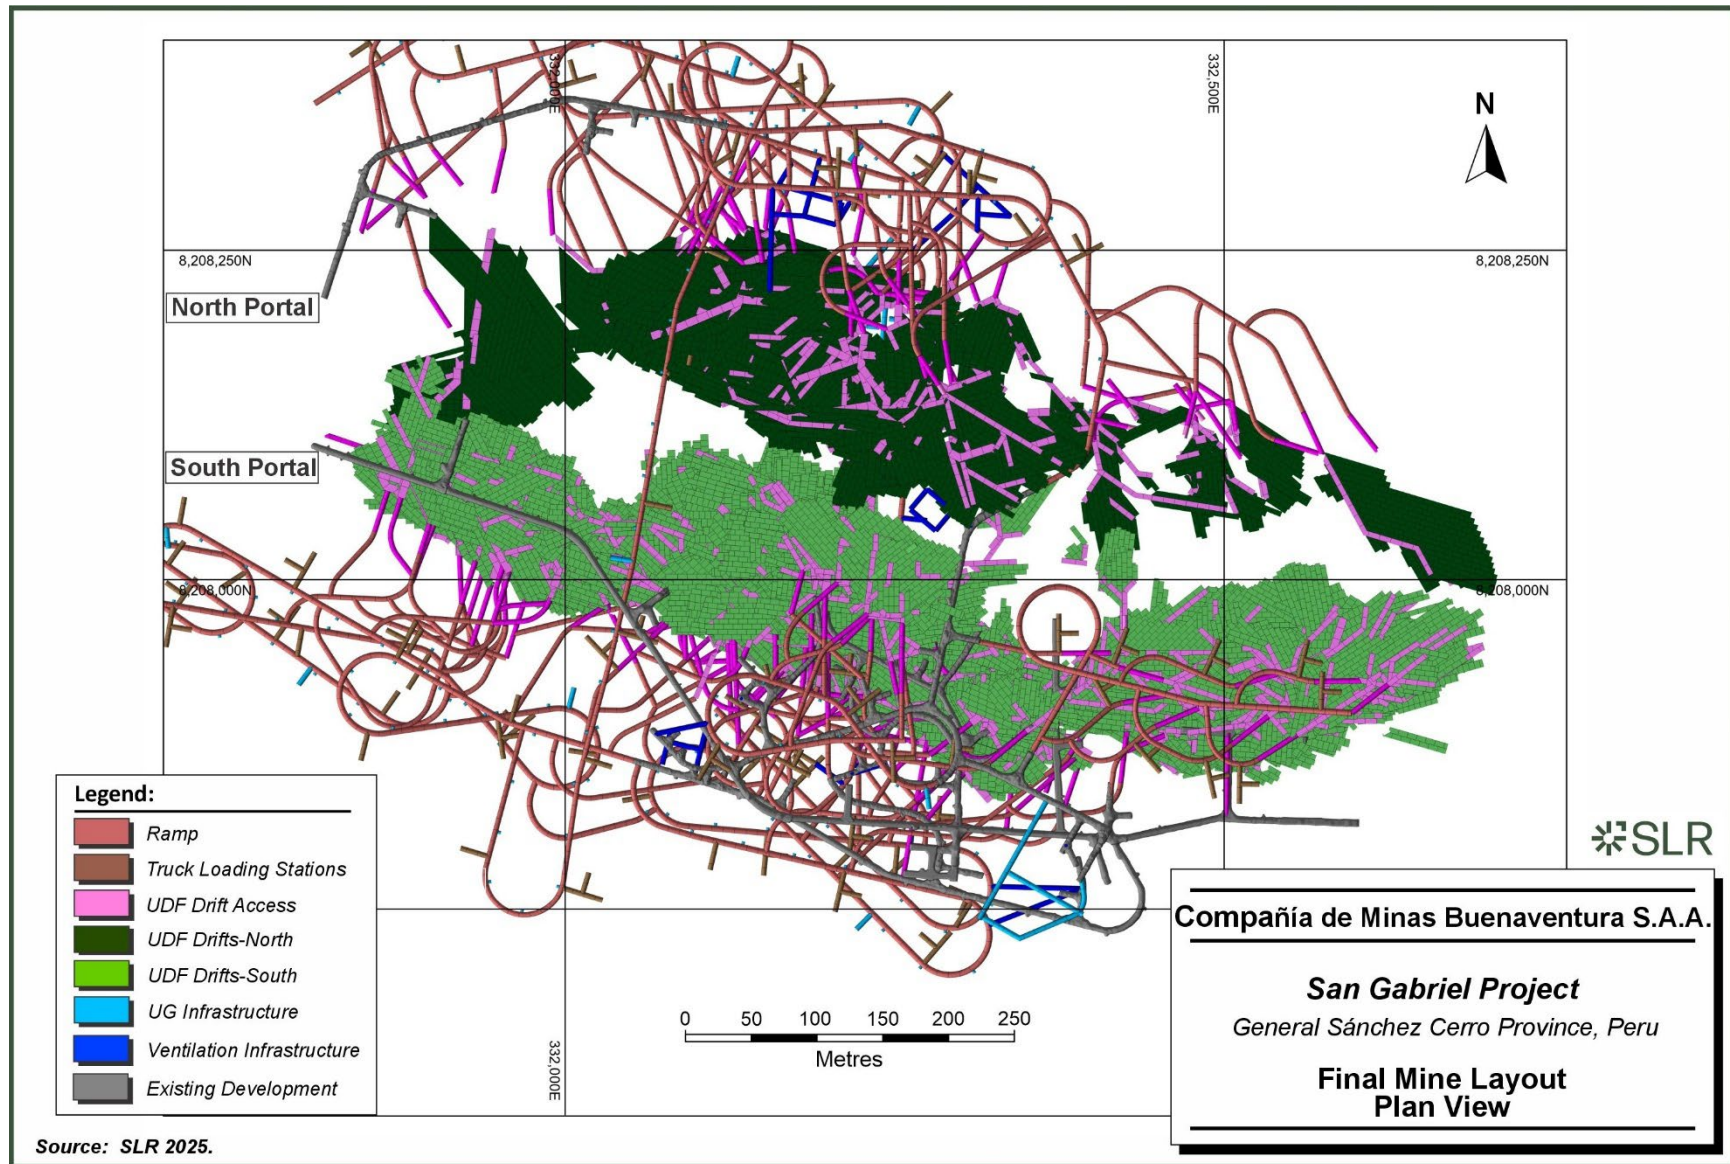 332,000E
332,500E
N
8,208,250N
8,208,250N
North Portal
South Portal
8,208,000N
8,208,000N
Legend:
Ramp
Truck Loading Stations
UDF Drift Access
UDF Drifts-North
UDF Drifts-South
UG Infrastructure
Ventilation Infrastructure
Existing Development
332,000E
0 50 100 150 200 250
Metres
SLR
Compañía de Minas Buenaventura S.A.A.
San Gabriel Project
General Sánchez Cerro Province, Peru
Final Mine Layout
Plan View
Source: SLR 2025.